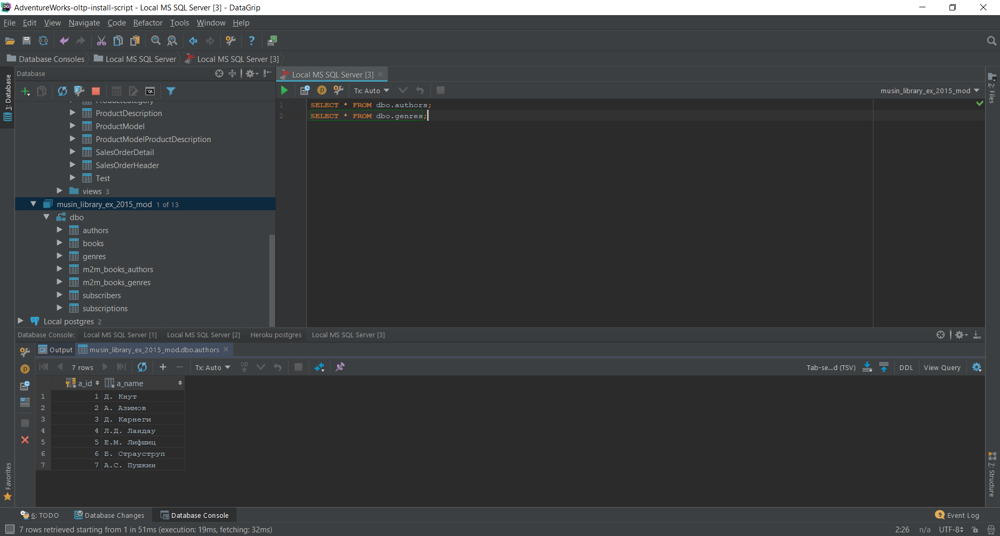 AdventureWorks-oltp-install-script - Local MS SQL Server [3] - DataGrip
File Edit View Navigate Code Refactor Tools Window Help
Database Consoles Local MS SQL Server Local MS SQL Server [3]
1: Database
Favorites
Database
ProductCategory
ProductDescription
ProductModel
ProductModelProductDescription
SalesOrderDetail
SalesOrderHeader
Test
views 3
musin_library_ex_2015_mod 1 of 13
dbo
authors
books
genres
m2m_books_authors
m2m_books_genres
subscribers
subscriptions
Local postgres 2
Local MS SQL Server [3]
Tx: Auto musin_library_ex_2015_mod
1 SELECT * FROM dbo.authors;
2 SELECT * FROM dbo.genres;
2: Files
7: Structure
Database Console: Local MS SQL Server [1] Local MS SQL Server [2] Heroku postgres Local MS SQL Server [3]
Output musin_library_ex_2015_mod.dbo.authors
7 rows Tx: Auto DB Tab-se...d (TSV) DDL View Query
a_id a_name
1 1 Д. Кнут
2 2 А. Азимов
3 3 Д. Карнеги
4 4 Л.Д. Ландау
5 5 Е.М. Лифшиц
6 6 Б. Страуструп
7 7 А.С. Пушкин
6: TODO Database Changes Database Console 9 Event Log
7 rows retrieved starting from 1 in 51ms (execution: 19ms, fetching: 32ms) 2:26 n/a UTF-8